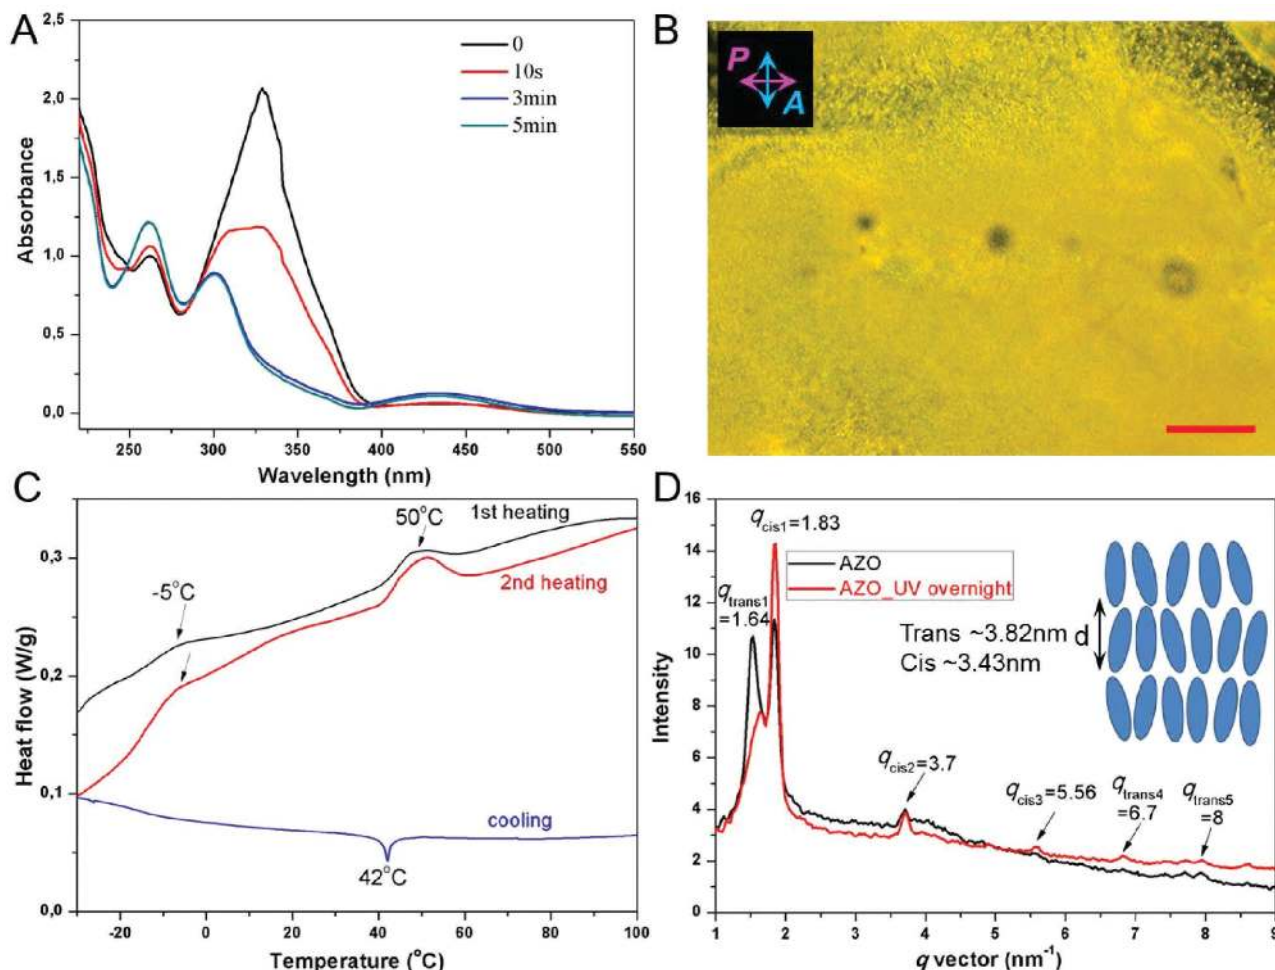 A
2,5
2,0
1,5
1,0
0,5
0,0
Absorbance
0
10s
3min
5min
250 300 350 400 450 500 550
Wavelength (nm)
B
P
A
C
0,3
0,2
0,1
0,0
Heat flow (W/g)
50°C
1st heating
2nd heating
-5°C
cooling
42°C
-20 0 20 40 60 80 100
Temperature (°C)
D
16
14
12
10
8
6
4
2
0
Intensity
qcis1=1.83
AZO
AZO_UV overnight
qtrans1
=1.64
Trans ~3.82nm
Cis ~3.43nm
d
qcis2=3.7
qcis3=5.56
qtrans4
=6.7
qtrans5
=8
1 2 3 4 5 6 7 8 9
q vector (nm-1)